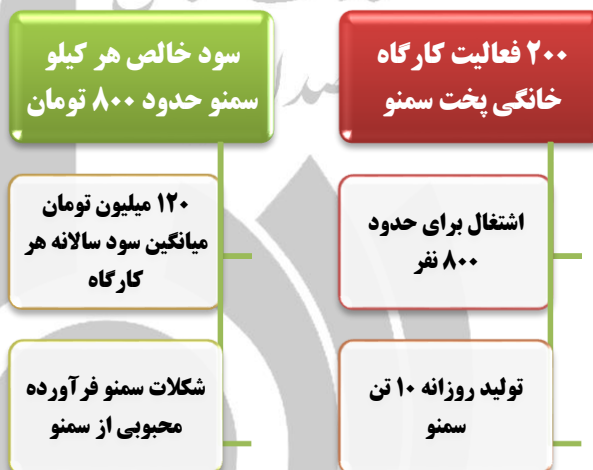 ۲۰۰ فعالیت کارگاه
خانگی پخت سمنو
اشتغال برای حدود
۸۰۰ نفر
تولید روزانه ۱۰ تن
سمنو
سود خالص هر کیلو
سمنو حدود ۸۰۰ تومان
۱۲۰ میلیون تومان
میانگین سود سالانه هر
کارگاه
شکلات سمنو فرآورده
محبوبی از سمنو